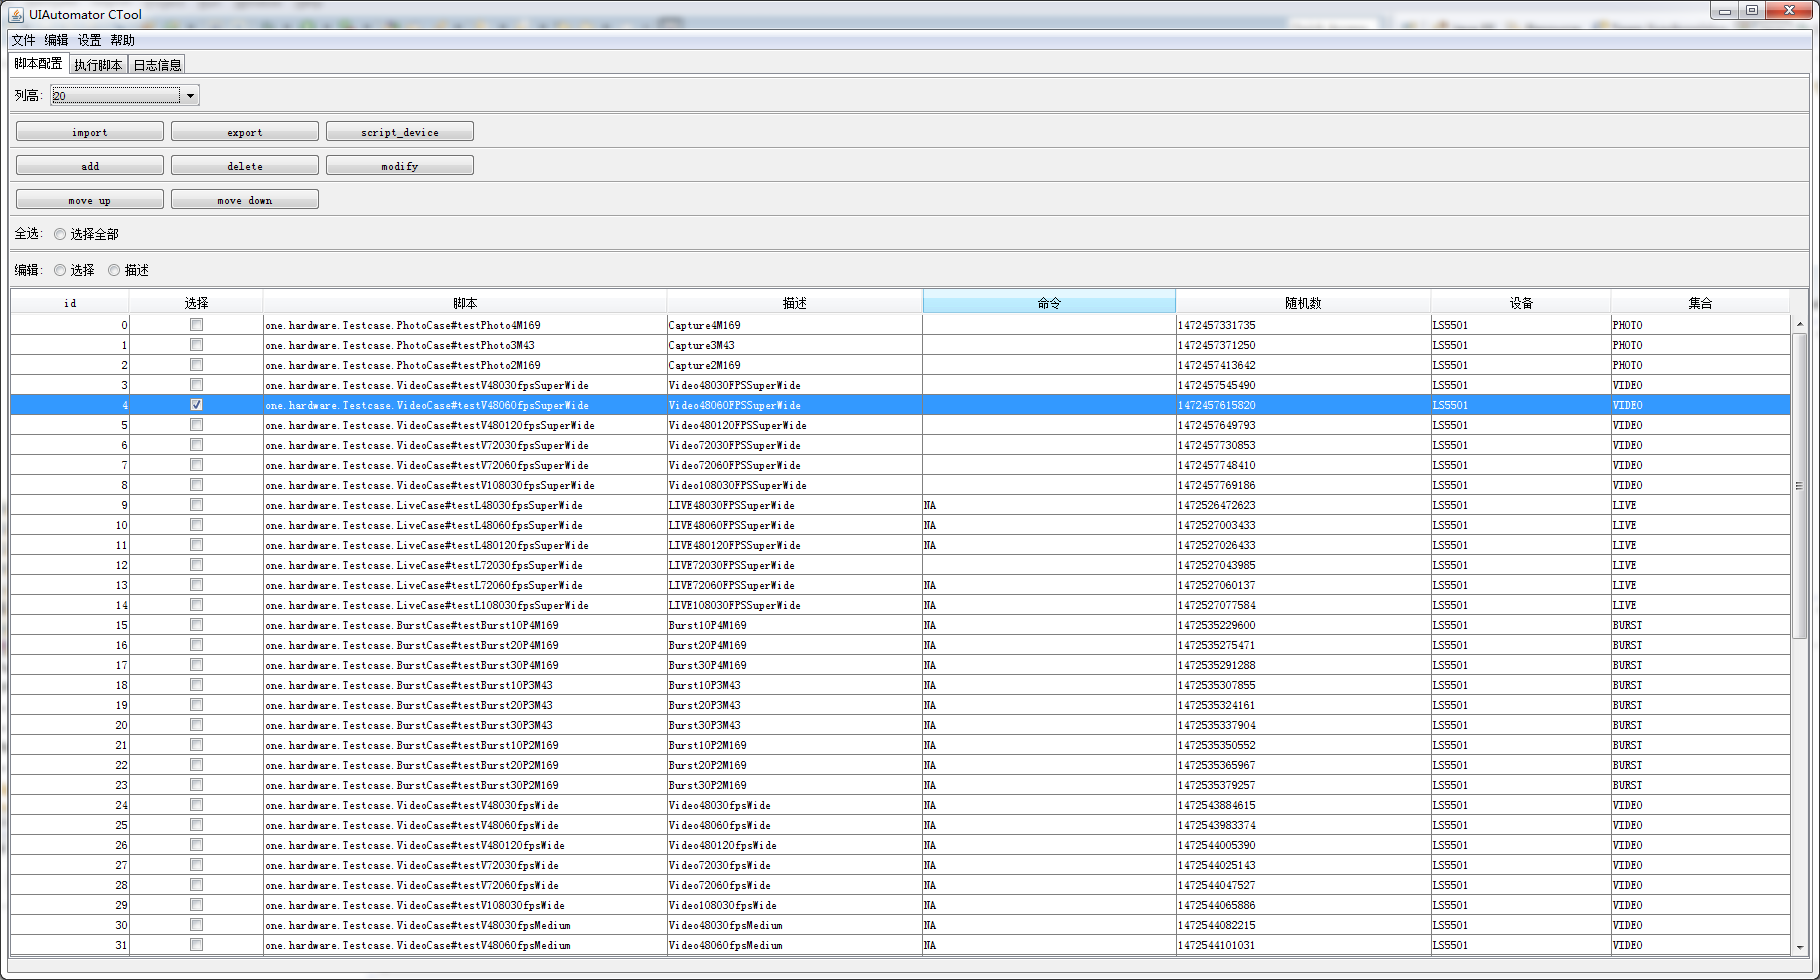 UIAutomator CTool
文件 编辑 设置 帮助
脚本配置 执行脚本 日志信息
列高: 20
import export script_device
add delete modify
move up move down
全选: 选择全部
编辑: 选择 描述
id 选择 脚本 描述 命令 随机数 设备 集合
0 one.hardware.Testcase.PhotoCase#testPhoto4M169 Capture4M169 1472457331735 LS5501 PHOTO
1 one.hardware.Testcase.PhotoCase#testPhoto3M43 Capture3M43 1472457371250 LS5501 PHOTO
2 one.hardware.Testcase.PhotoCase#testPhoto2M169 Capture2M169 1472457413642 LS5501 PHOTO
3 one.hardware.Testcase.VideoCase#testV48030fpsSuperWide Video48030FPSSuperWide 1472457545490 LS5501 VIDEO
4 one.hardware.Testcase.VideoCase#testV48060fpsSuperWide Video48060FPSSuperWide 1472457615820 LS5501 VIDEO
5 one.hardware.Testcase.VideoCase#testV480120fpsSuperWide Video480120FPSSuperWide 1472457649793 LS5501 VIDEO
6 one.hardware.Testcase.VideoCase#testV72030fpsSuperWide Video72030FPSSuperWide 1472457730853 LS5501 VIDEO
7 one.hardware.Testcase.VideoCase#testV72060fpsSuperWide Video72060FPSSuperWide 1472457748410 LS5501 VIDEO
8 one.hardware.Testcase.VideoCase#testV108030fpsSuperWide Video108030FPSSuperWide 1472457769186 LS5501 VIDEO
9 one.hardware.Testcase.LiveCase#testL48030fpsSuperWide LIVE48030FPSSuperWide NA 1472526472623 LS5501 LIVE
10 one.hardware.Testcase.LiveCase#testL48060fpsSuperWide LIVE48060FPSSuperWide NA 1472527003433 LS5501 LIVE
11 one.hardware.Testcase.LiveCase#testL480120fpsSuperWide LIVE480120FPSSuperWide NA 1472527026433 LS5501 LIVE
12 one.hardware.Testcase.LiveCase#testL72030fpsSuperWide LIVE72030FPSSuperWide 1472527043985 LS5501 LIVE
13 one.hardware.Testcase.LiveCase#testL72060fpsSuperWide LIVE72060FPSSuperWide NA 1472527060137 LS5501 LIVE
14 one.hardware.Testcase.LiveCase#testL108030fpsSuperWide LIVE108030FPSSuperWide NA 1472527077584 LS5501 LIVE
15 one.hardware.Testcase.BurstCase#testBurst10P4M169 Burst10P4M169 NA 1472535229600 LS5501 BURST
16 one.hardware.Testcase.BurstCase#testBurst20P4M169 Burst20P4M169 NA 1472535275471 LS5501 BURST
17 one.hardware.Testcase.BurstCase#testBurst30P4M169 Burst30P4M169 NA 1472535291288 LS5501 BURST
18 one.hardware.Testcase.BurstCase#testBurst10P3M43 Burst10P3M43 NA 1472535307855 LS5501 BURST
19 one.hardware.Testcase.BurstCase#testBurst20P3M43 Burst20P3M43 NA 1472535324161 LS5501 BURST
20 one.hardware.Testcase.BurstCase#testBurst30P3M43 Burst30P3M43 NA 1472535337904 LS5501 BURST
21 one.hardware.Testcase.BurstCase#testBurst10P2M169 Burst10P2M169 NA 1472535350552 LS5501 BURST
22 one.hardware.Testcase.BurstCase#testBurst20P2M169 Burst20P2M169 NA 1472535365967 LS5501 BURST
23 one.hardware.Testcase.BurstCase#testBurst30P2M169 Burst30P2M169 NA 1472535379257 LS5501 BURST
24 one.hardware.Testcase.VideoCase#testV48030fpsWide Video48030fpsWide NA 1472543884615 LS5501 VIDEO
25 one.hardware.Testcase.VideoCase#testV48060fpsWide Video48060fpsWide NA 1472543983374 LS5501 VIDEO
26 one.hardware.Testcase.VideoCase#testV480120fpsWide Video480120fpsWide NA 1472544005390 LS5501 VIDEO
27 one.hardware.Testcase.VideoCase#testV72030fpsWide Video72030fpsWide NA 1472544025143 LS5501 VIDEO
28 one.hardware.Testcase.VideoCase#testV72060fpsWide Video72060fpsWide NA 1472544047527 LS5501 VIDEO
29 one.hardware.Testcase.VideoCase#testV108030fpsWide Video108030fpsWide NA 1472544065886 LS5501 VIDEO
30 one.hardware.Testcase.VideoCase#testV48030fpsMedium Video48030fpsMedium NA 1472544082215 LS5501 VIDEO
31 one.hardware.Testcase.VideoCase#testV48060fpsMedium Video48060fpsMedium NA 1472544101031 LS5501 VIDEO